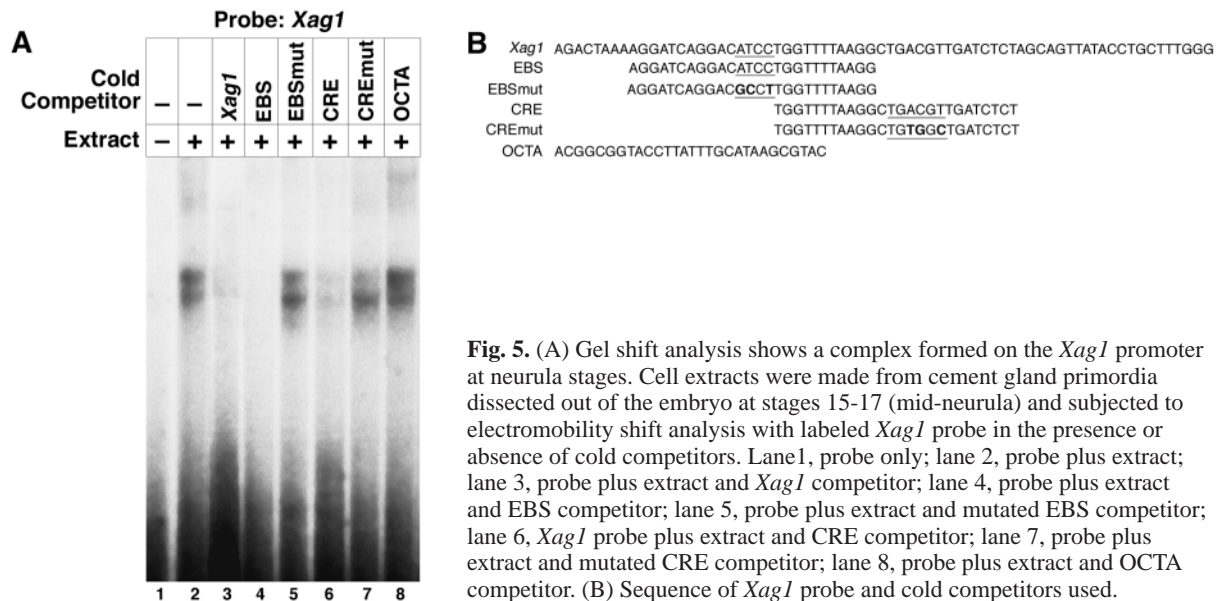 Probe: Xag1
A
Cold Competitor – – Xag1 EBS EBSmut CRE CREmut OCTA
Extract – + + + + + + +
1 2 3 4 5 6 7 8
B
Xag1 AGACTAAAAGGATCAGGACATCCTGGTTTTAAGGCTGACGTTGATCTCTAGCAGTTATACCTGCTTTGGG
EBS AGGATCAGGACATCCTGGTTTTAAGG
EBSmut AGGATCAGGACGCCTTGGTTTTAAGG
CRE TGGTTTTAAGGCTGACGTTGATCTCT
CREmut TGGTTTTAAGGCTGTGGCTGATCTCT
OCTA ACGGCGGTACCTTATTTGCATAAGCGTAC
Fig. 5. (A) Gel shift analysis shows a complex formed on the Xag1 promoter
at neurula stages. Cell extracts were made from cement gland primordia
dissected out of the embryo at stages 15-17 (mid-neurula) and subjected to
electromobility shift analysis with labeled Xag1 probe in the presence or
absence of cold competitors. Lane1, probe only; lane 2, probe plus extract;
lane 3, probe plus extract and Xag1 competitor; lane 4, probe plus extract
and EBS competitor; lane 5, probe plus extract and mutated EBS competitor;
lane 6, Xag1 probe plus extract and CRE competitor; lane 7, probe plus
extract and mutated CRE competitor; lane 8, probe plus extract and OCTA
competitor. (B) Sequence of Xag1 probe and cold competitors used.